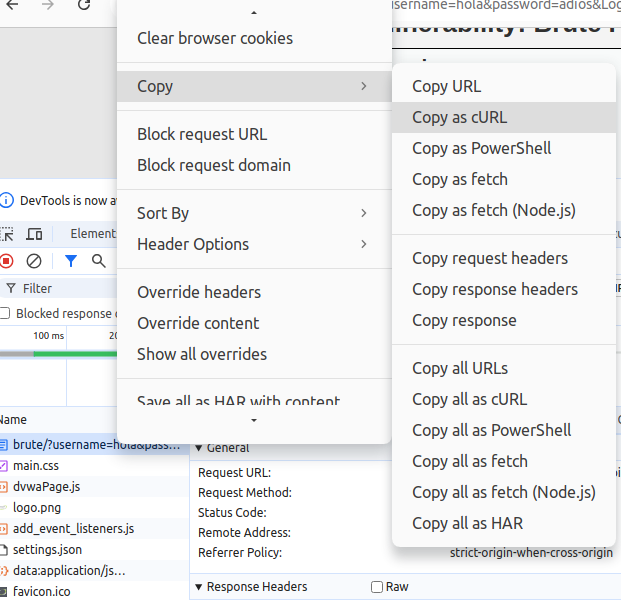 username=hola&password=adios&Log
Clear browser cookies
Copy
Block request URL
Block request domain
Sort By
Header Options
Override headers
Override content
Show all overrides
Save all as HAR with content
Copy URL
Copy as cURL
Copy as PowerShell
Copy as fetch
Copy as fetch (Node.js)
Copy request headers
Copy response headers
Copy response
Copy all URLs
Copy all as cURL
Copy all as PowerShell
Copy all as fetch
Copy all as fetch (Node.js)
Copy all as HAR
DevTools is now
Element
Filter
Blocked response
100 ms
Name
brute/?username=hola&pass...
main.css
dvwaPage.js
logo.png
add_event_listeners.js
settings.json
data:application/js...
favicon.ico
General
Request URL:
Request Method:
Status Code:
Remote Address:
Referrer Policy:
strict-origin-when-cross-origin
Response Headers
Raw